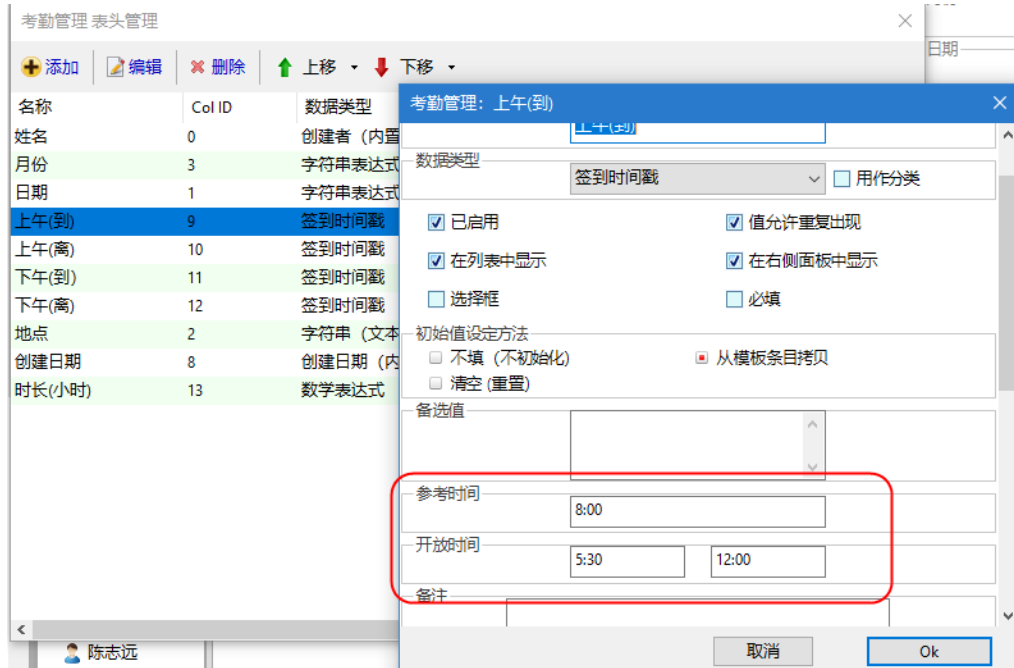 考勤管理 表头管理
添加 编辑 删除 上移 下移
日期
名称 Col ID 数据类型
姓名 0 创建者（内置
月份 3 字符串表达式
日期 1 字符串表达式
上午(到) 9 签到时间戳
上午(离) 10 签到时间戳
下午(到) 11 签到时间戳
下午(离) 12 签到时间戳
地点 2 字符串（文本
创建日期 8 创建日期（内
时长(小时) 13 数学表达式
陈志远
考勤管理：上午(到)
上午(到)
数据类型
签到时间戳 用作分类
已启用 值允许重复出现
在列表中显示 在右侧面板中显示
选择框 必填
初始值设定方法
不填（不初始化) 从模板条目拷贝
清空 (重置)
备选值
参考时间
8:00
开放时间
5:30 12:00
备注
取消 Ok